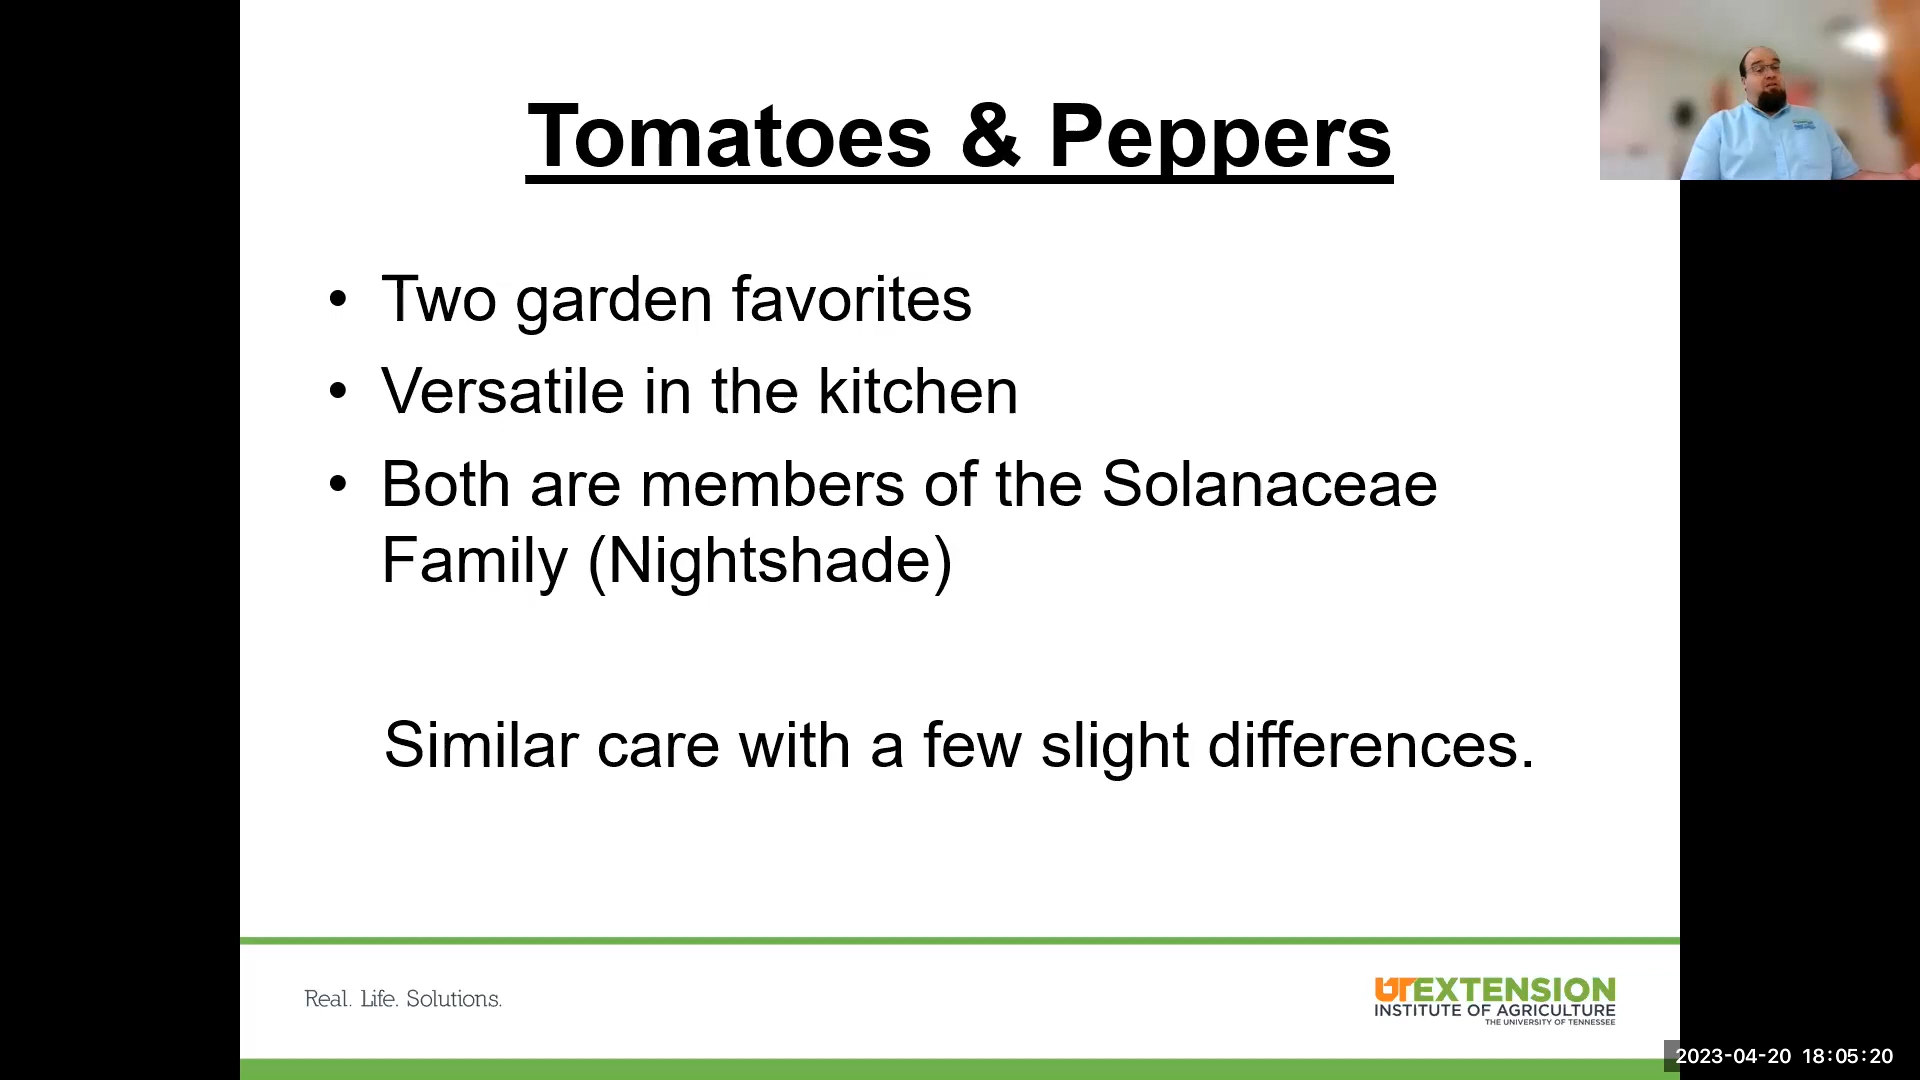 Tomatoes & Peppers
• Two garden favorites
• Versatile in the kitchen
• Both are members of the Solanaceae
Family (Nightshade)
Similar care with a few slight differences.
Real. Life. Solutions.
UT EXTENSION
INSTITUTE OF AGRICULTURE
THE UNIVERSITY OF TENNESSEE
2023-04-20 18:05:20